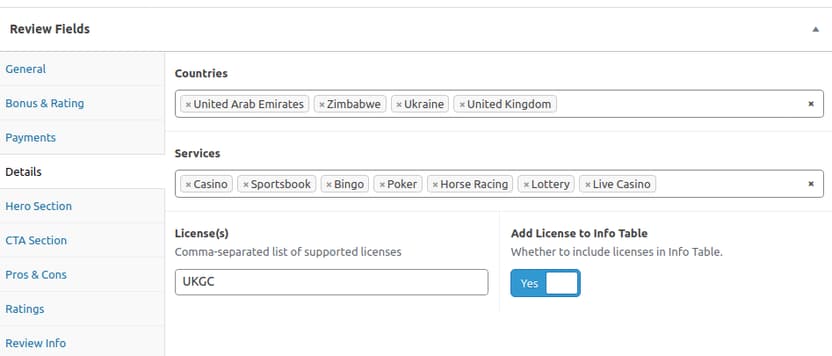 Review Fields
General
Bonus & Rating
Payments
Details
Hero Section
CTA Section
Pros & Cons
Ratings
Review Info
Countries
× United Arab Emirates × Zimbabwe × Ukraine × United Kingdom ×
Services
× Casino × Sportsbook × Bingo × Poker × Horse Racing × Lottery × Live Casino ×
License(s)
Comma-separated list of supported licenses
UKGC
Add License to Info Table
Whether to include licenses in Info Table.
Yes